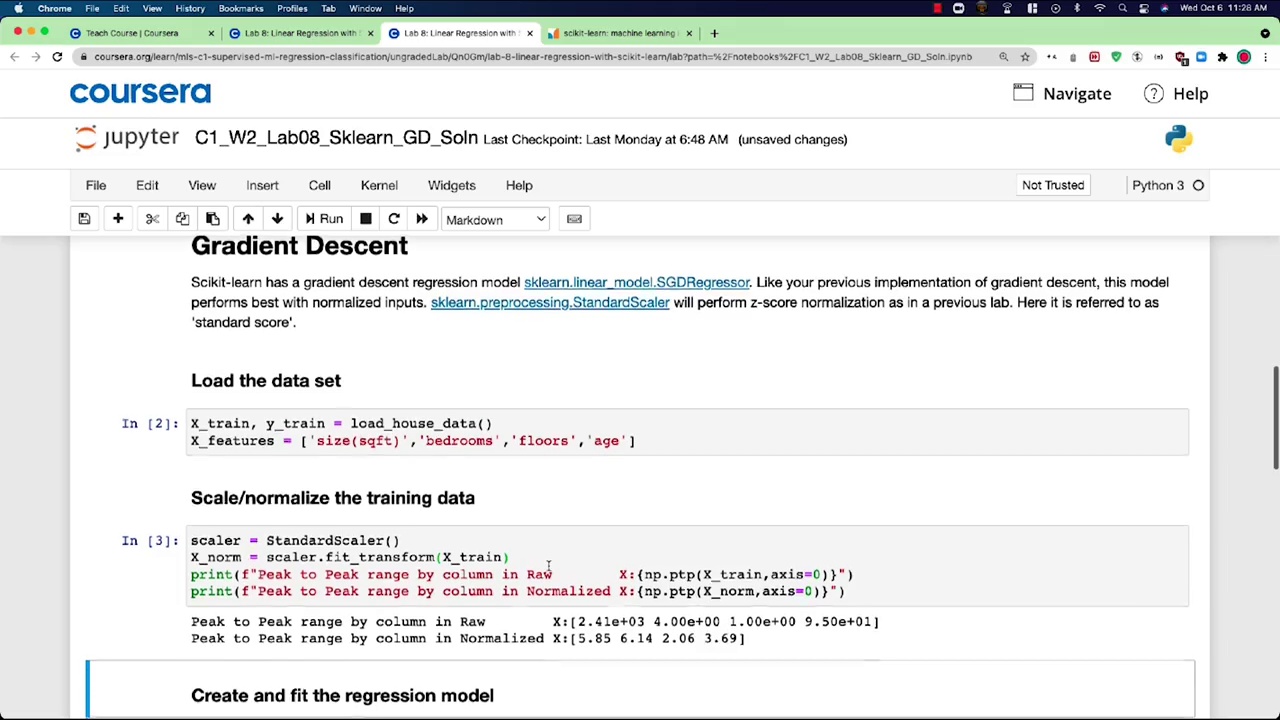 Chrome File Edit View History Bookmarks Profiles Tab Window Help Wed Oct 6 11:28 AM
Teach Course | Coursera Lab 8: Linear Regression with Lab 8: Linear Regression with scikit-learn: machine learning
coursera.org/learn/mls-c1-supervised-ml-regression-classification/ungradedLab/Qn0Gm/lab-8-linear-regression-with-scikit-learn/lab?path=%2Fnotebooks%2FC1_W2_Lab08_Sklearn_GD_Soln.ipynb
coursera Navigate Help
jupyter C1_W2_Lab08_Sklearn_GD_Soln Last Checkpoint: Last Monday at 6:48 AM (unsaved changes)
File Edit View Insert Cell Kernel Widgets Help Not Trusted Python 3
Run Markdown
Gradient Descent
Scikit-learn has a gradient descent regression model sklearn.linear_model.SGDRegressor. Like your previous implementation of gradient descent, this model
performs best with normalized inputs. sklearn.preprocessing.StandardScaler will perform z-score normalization as in a previous lab. Here it is referred to as
'standard score'.
Load the data set
In [2]: X_train, y_train = load_house_data()
X_features = ['size(sqft)','bedrooms','floors','age']
Scale/normalize the training data
In [3]: scaler = StandardScaler()
X_norm = scaler.fit_transform(X_train)
print(f"Peak to Peak range by column in Raw        X:{np.ptp(X_train,axis=0)}")
print(f"Peak to Peak range by column in Normalized X:{np.ptp(X_norm,axis=0)}")
Peak to Peak range by column in Raw        X:[2.41e+03 4.00e+00 1.00e+00 9.50e+01]
Peak to Peak range by column in Normalized X:[5.85 6.14 2.06 3.69]
Create and fit the regression model